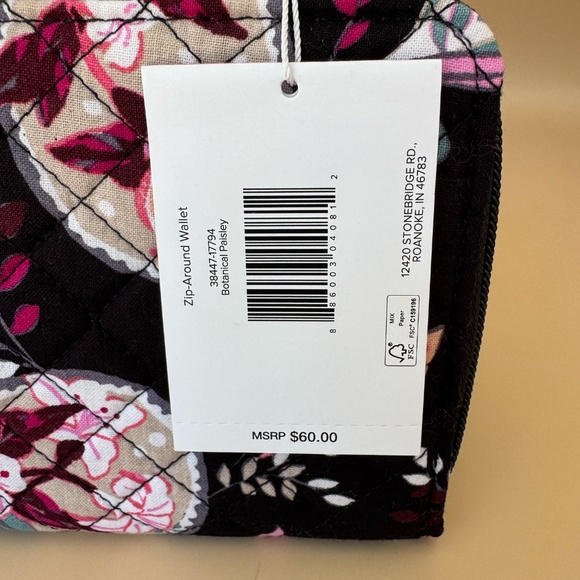 Zip-Around Wallet
38447-17794
Botanical Paisley
8 86003 04081 2
12420 STONEBRIDGE RD.,
ROANOKE, IN 46783
FSC
MIX
Paper
FSC® C159196
MSRP $60.00